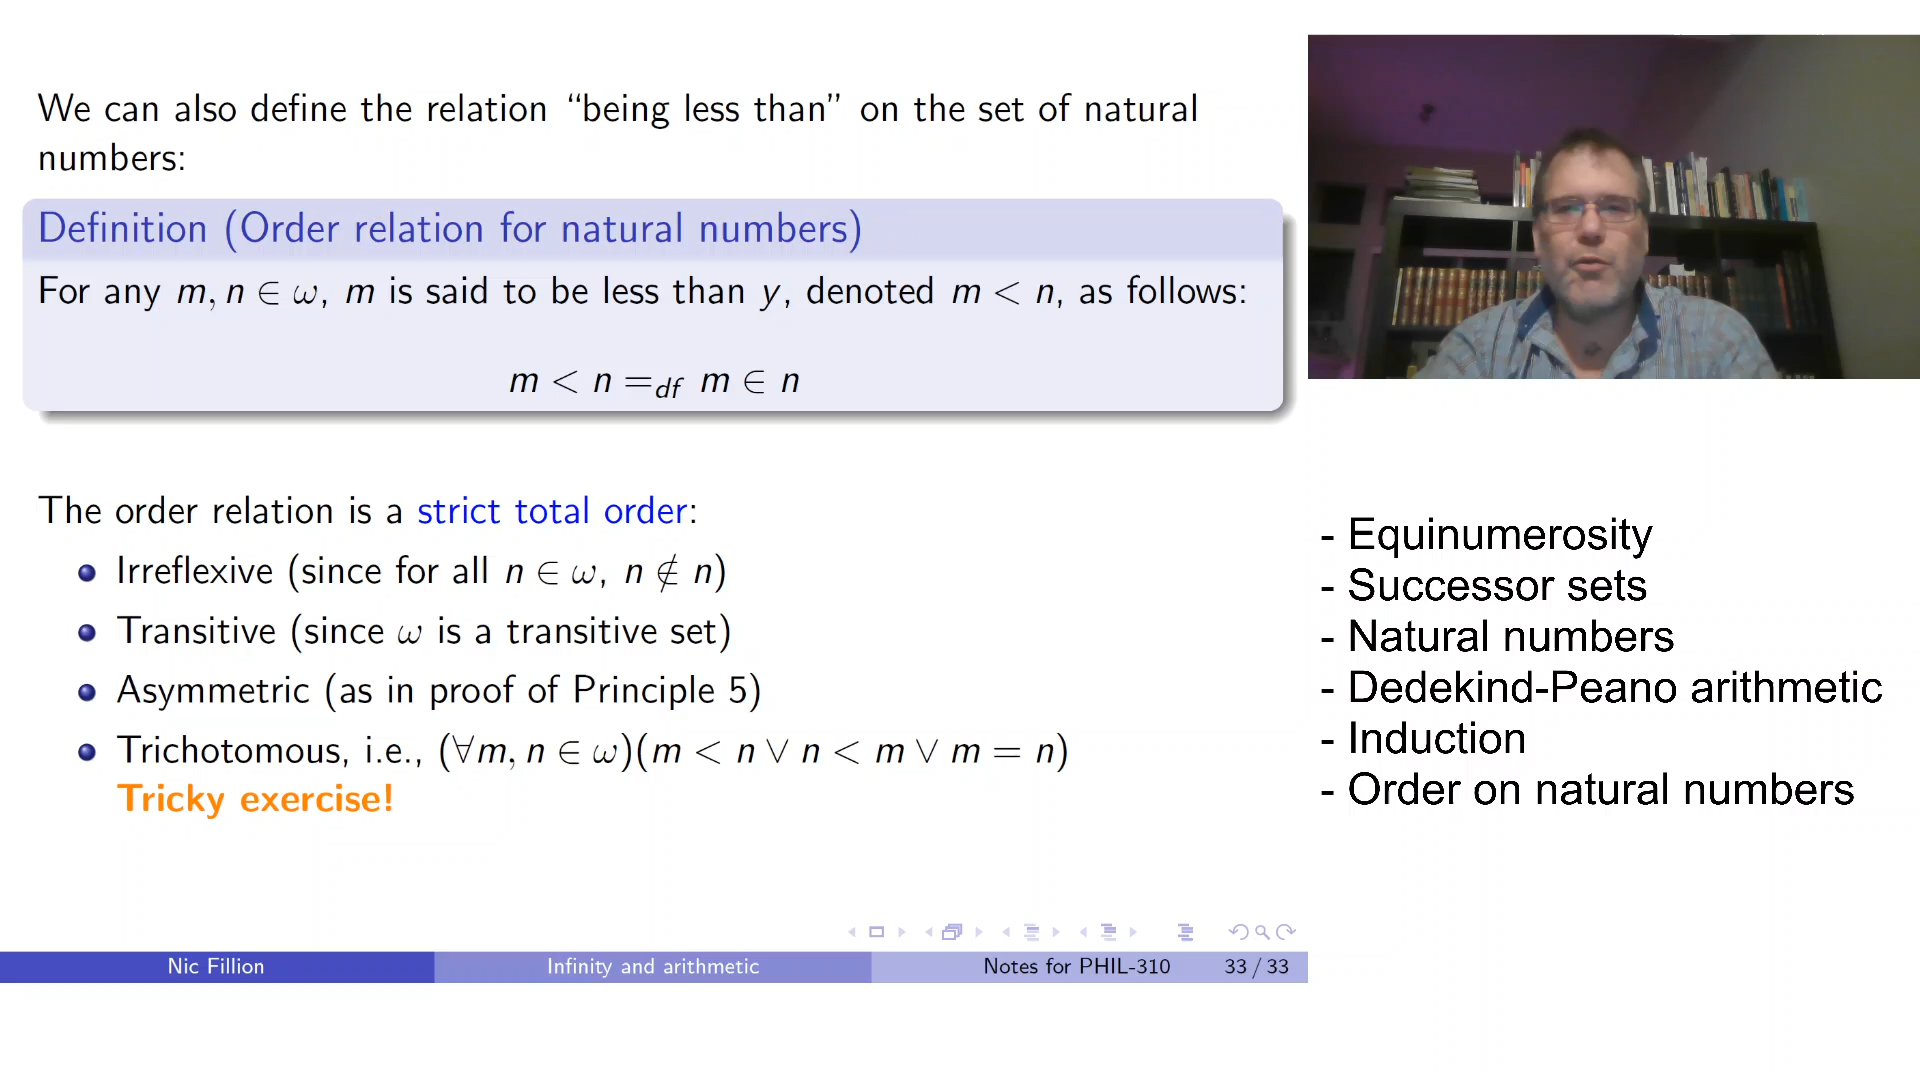 We can also define the relation “being less than” on the set of natural
numbers:
Definition (Order relation for natural numbers)
For any m, n ∈ ω, m is said to be less than y, denoted m < n, as follows:
m < n =df m ∈ n
The order relation is a strict total order:
Irreflexive (since for all n ∈ ω, n ∉ n)
Transitive (since ω is a transitive set)
Asymmetric (as in proof of Principle 5)
Trichotomous, i.e., (∀m, n ∈ ω)(m < n ∨ n < m ∨ m = n)
Tricky exercise!
- Equinumerosity
- Successor sets
- Natural numbers
- Dedekind-Peano arithmetic
- Induction
- Order on natural numbers
Nic Fillion Infinity and arithmetic Notes for PHIL-310 33 / 33